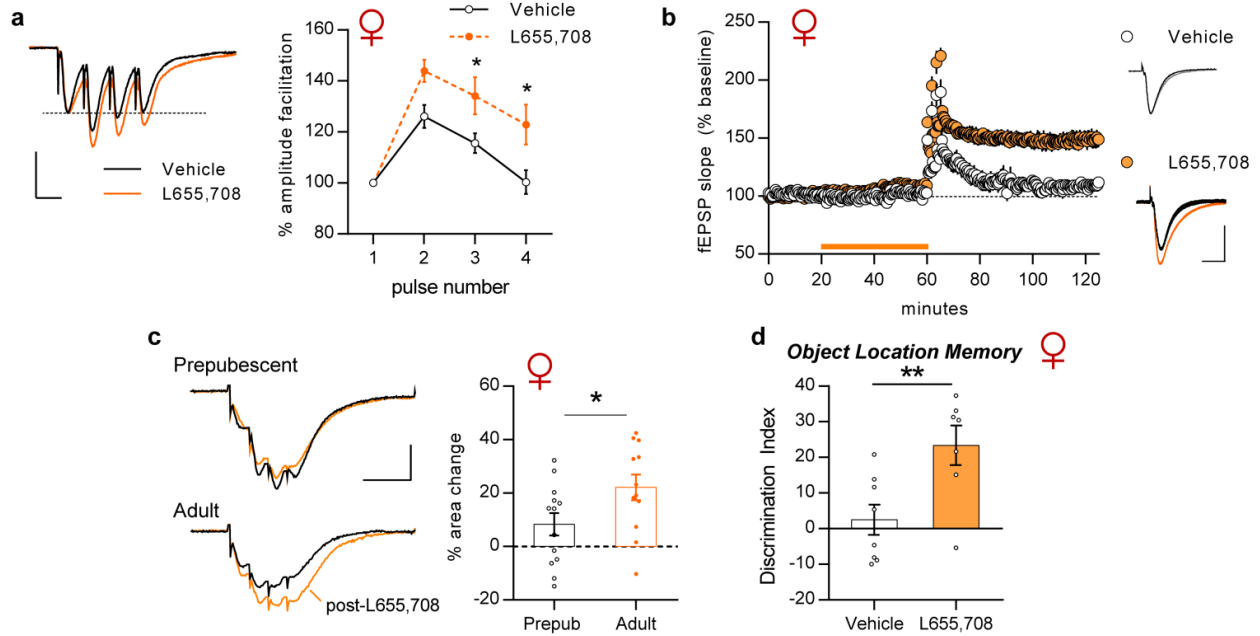 a
Vehicle
L655,708
♀
Vehicle
L655,708
% amplitude facilitation
160
140
120
100
80
*
*
1 2 3 4
pulse number
b
♀
fEPSP slope (% baseline)
250
200
150
100
50
0 20 40 60 80 100 120
minutes
Vehicle
L655,708
c
Prepubescent
Adult
post-L655,708
♀
% area change
60
40
20
0
-20
*
Prepub Adult
d
Object Location Memory ♀
Discrimination Index
40
30
20
10
0
-10
-20
**
Vehicle L655,708